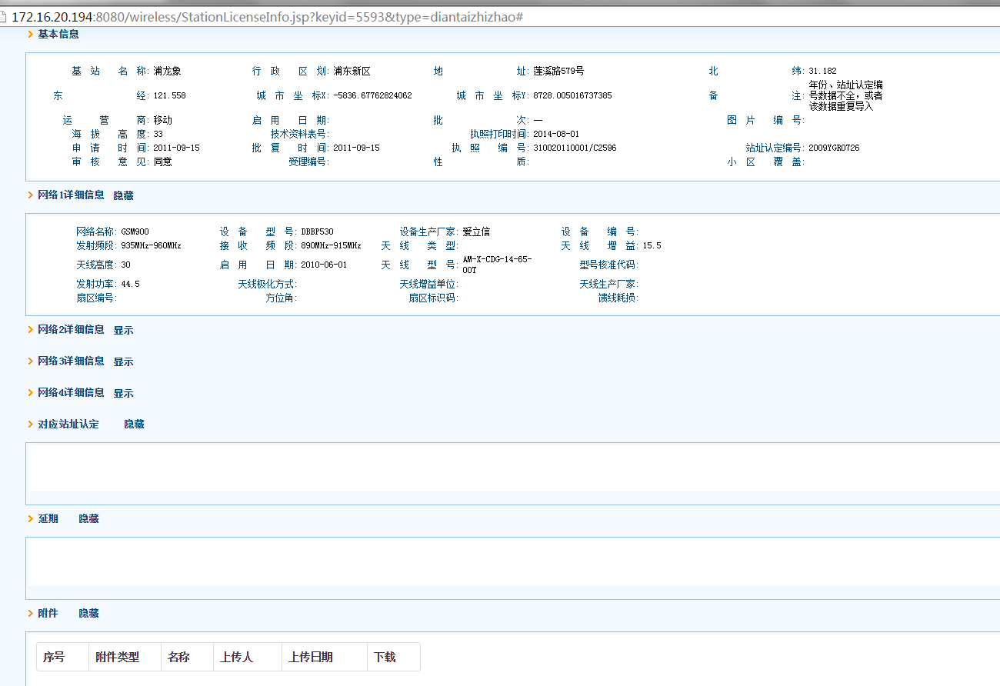 172.16.20.194:8080/wireless/StationLicenseInfo.jsp?keyid=5593&type=diantaizhizhao#
基本信息
基站名称: 浦龙象 行政区划: 浦东新区 地址: 莲溪路579号 北纬: 31.182
东经: 121.558 城市坐标X: -5836.67762824062 城市坐标Y: 8728.005016737385 备注: 年份、站址认定编
号数据不全，或者
该数据重复导入
运营商: 移动 启用日期: 批次: — 图片编号:
海拔高度: 33 技术资料表号: 执照打印时间: 2014-08-01
申请时间: 2011-09-15 批复时间: 2011-09-15 执照编号: 310020110001/C2596 站址认定编号: 2009YGR0726
审核意见: 同意 受理编号: 性质: 小区覆盖:
网络1详细信息 隐藏
网络名称: GSM900 设备型号: DBBP530 设备生产厂家: 爱立信 设备编号:
发射频段: 935MHz-960MHz 接收频段: 890MHz-915MHz 天线类型: 天线增益: 15.5
天线高度: 30 启用日期: 2010-06-01 天线型号: AM-X-CDG-14-65-
00T 型号核准代码:
发射功率: 44.5 天线极化方式: 天线增益单位: 天线生产厂家:
扇区编号: 方位角: 扇区标识码: 馈线耗损:
网络2详细信息 显示
网络3详细信息 显示
网络4详细信息 显示
对应站址认定 隐藏
延期 隐藏
附件 隐藏
序号 附件类型 名称 上传人 上传日期 下载